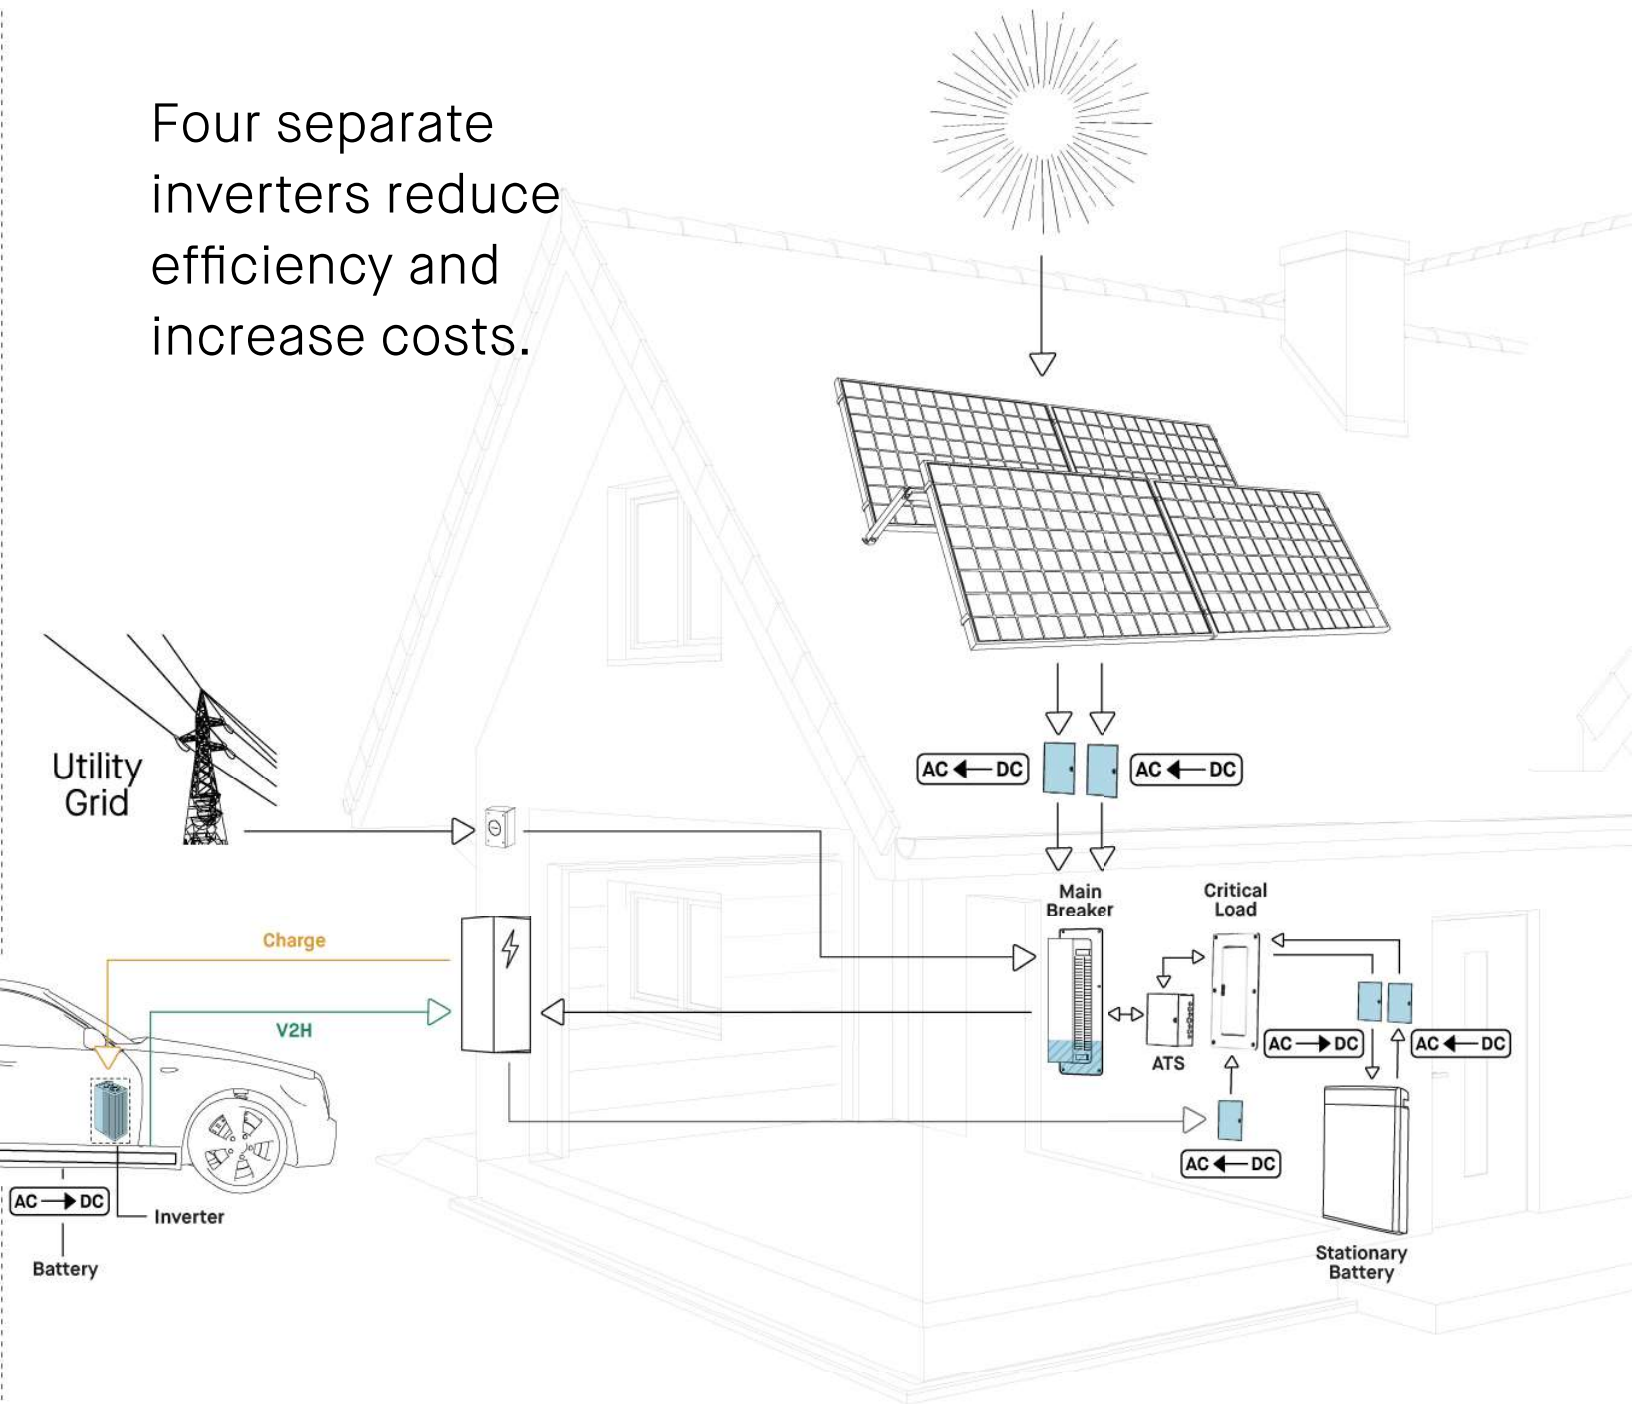 Four separate
inverters reduce
efficiency and
increase costs.
Utility
Grid
AC DC
AC DC
Main
Breaker
Critical
Load
Charge
V2H
ATS
AC DC
AC DC
AC DC
AC DC
Inverter
Battery
Stationary
Battery